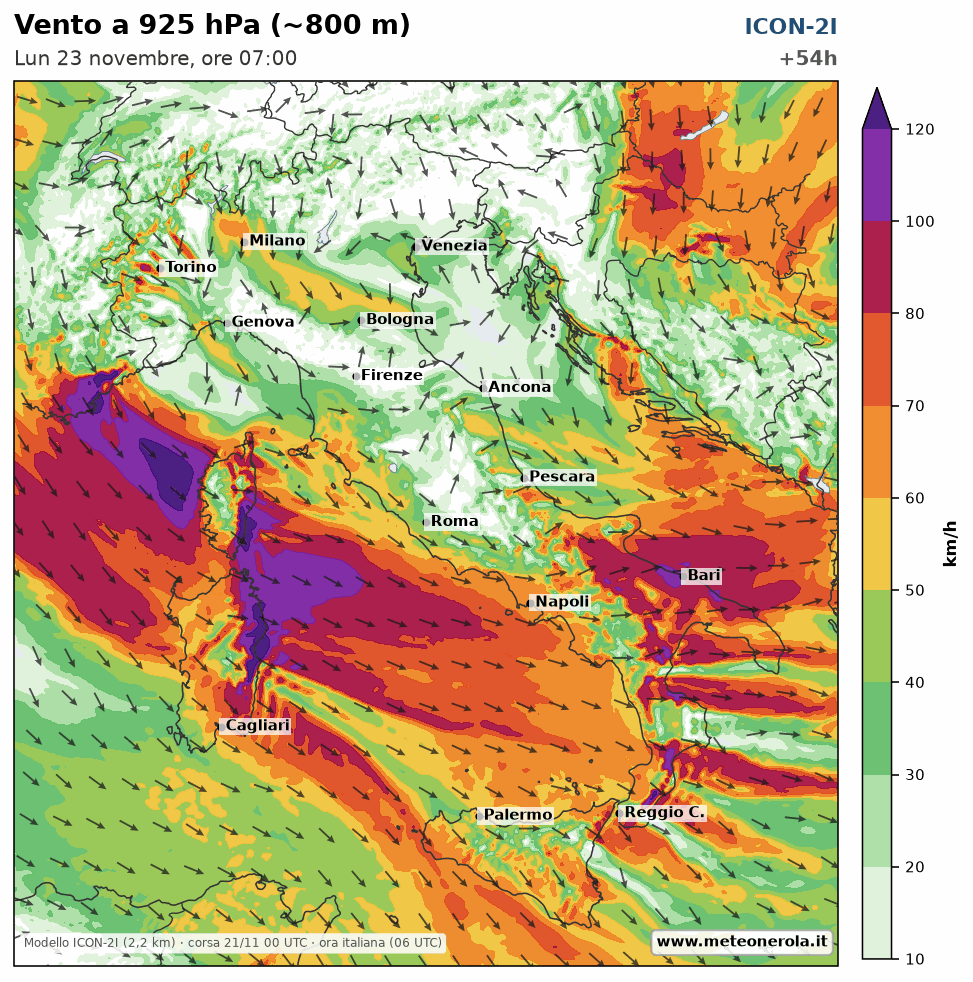 Vento a 925 hPa (~800 m)
ICON-2I
Lun 23 novembre, ore 07:00
+54h
120
100
80
70
60
50
40
30
20
10
km/h
Milano
Venezia
Torino
Genova
Bologna
Firenze
Ancona
Pescara
Roma
Bari
Napoli
Cagliari
Palermo
Reggio C.
Modello ICON-2I (2,2 km) · corsa 21/11 00 UTC · ora italiana (06 UTC)
www.meteonerola.it